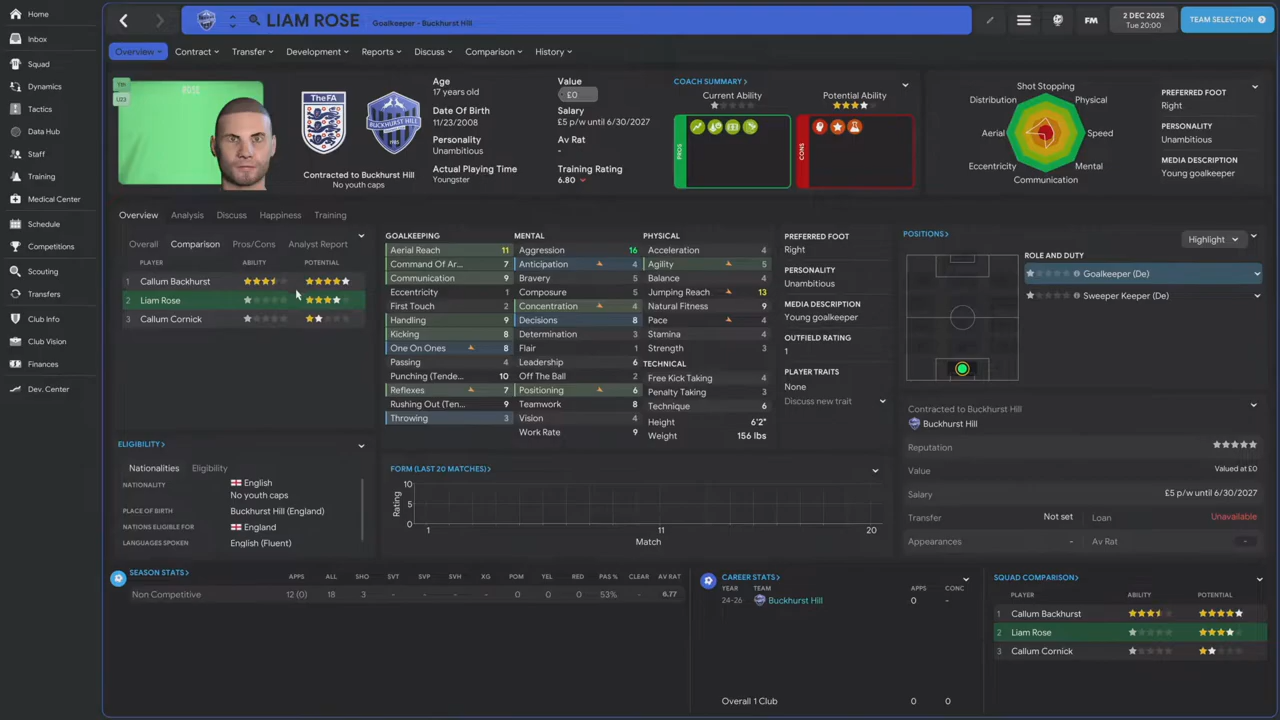 Home
Inbox
Squad
Dynamics
Tactics
Data Hub
Staff
Training
Medical Center
Schedule
Competitions
Scouting
Transfers
Club Info
Club Vision
Finances
Dev. Center
LIAM ROSE
Goalkeeper - Buckhurst Hill
FM
2 DEC 2025
Tue 20:00
TEAM SELECTION
Overview Contract Transfer Development Reports Discuss Comparison History
ROSE
U23
The FA
BUCKHURST HILL
1985
Contracted to Buckhurst Hill
No youth caps
Age
17 years old
Date Of Birth
11/23/2008
Personality
Unambitious
Actual Playing Time
Youngster
Value
£0
Salary
£5 p/w until 6/30/2027
Av Rat
-
Training Rating
6.80
COACH SUMMARY
Current Ability
Potential Ability
PROS
CONS
Shot Stopping
Physical
Speed
Mental
Communication
Eccentricity
Aerial
Distribution
PREFERRED FOOT
Right
PERSONALITY
Unambitious
MEDIA DESCRIPTION
Young goalkeeper
Overview Analysis Discuss Happiness Training
Overall Comparison Pros/Cons Analyst Report
PLAYER ABILITY POTENTIAL
1 Callum Backhurst
2 Liam Rose
3 Callum Cornick
ELIGIBILITY
Nationalities Eligibility
NATIONALITY English
No youth caps
PLACE OF BIRTH Buckhurst Hill (England)
NATIONS ELIGIBLE FOR England
LANGUAGES SPOKEN English (Fluent)
GOALKEEPING
Aerial Reach 11
Command Of Ar... 7
Communication 9
Eccentricity 1
First Touch 2
Handling 9
Kicking 8
One On Ones 8
Passing 4
Punching (Tende... 10
Reflexes 7
Rushing Out (Ten... 9
Throwing 3
MENTAL
Aggression 16
Anticipation 4
Bravery 5
Composure 5
Concentration 4
Decisions 8
Determination 3
Flair 1
Leadership 6
Off The Ball 2
Positioning 6
Teamwork 8
Vision 4
Work Rate 9
PHYSICAL
Acceleration 4
Agility 5
Balance 4
Jumping Reach 13
Natural Fitness 9
Pace 4
Stamina 4
Strength 3
TECHNICAL
Free Kick Taking 4
Penalty Taking 3
Technique 6
Height 6'2"
Weight 156 lbs
PREFERRED FOOT
Right
PERSONALITY
Unambitious
MEDIA DESCRIPTION
Young goalkeeper
OUTFIELD RATING
1
PLAYER TRAITS
None
Discuss new trait
POSITIONS
Highlight
ROLE AND DUTY
Goalkeeper (De)
Sweeper Keeper (De)
Contracted to Buckhurst Hill
Buckhurst Hill
Reputation
Value Valued at £0
Salary £5 p/w until 6/30/2027
Transfer Not set Loan Unavailable
Appearances - Av Rat -
FORM (LAST 20 MATCHES)
Rating
10
5
0
1 11 20
Match
SEASON STATS APPS ALL SHO SVT SVP SVH XG POM YEL RED PAS % CLEAR AV RAT
Non Competitive 12 (0) 18 3 - - - - 0 0 0 53% - 6.77
CAREER STATS
YEAR TEAM APPS CONC
24-26 Buckhurst Hill 0 -
Overall 1 Club 0 0
SQUAD COMPARISON
PLAYER ABILITY POTENTIAL
1 Callum Backhurst
2 Liam Rose
3 Callum Cornick